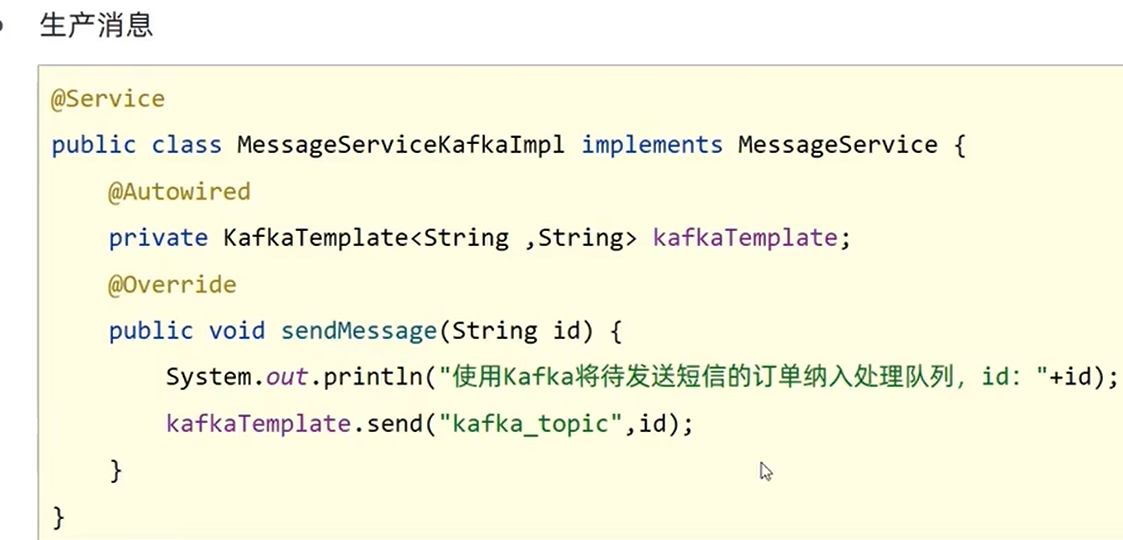 生产消息
@Service
public class MessageServiceKafkaImpl implements MessageService {
@Autowired
private KafkaTemplate<String ,String> kafkaTemplate;
@Override
public void sendMessage(String id) {
System.out.println("使用Kafka将待发送短信的订单纳入处理队列，id："+id);
kafkaTemplate.send("kafka_topic",id);
}
}